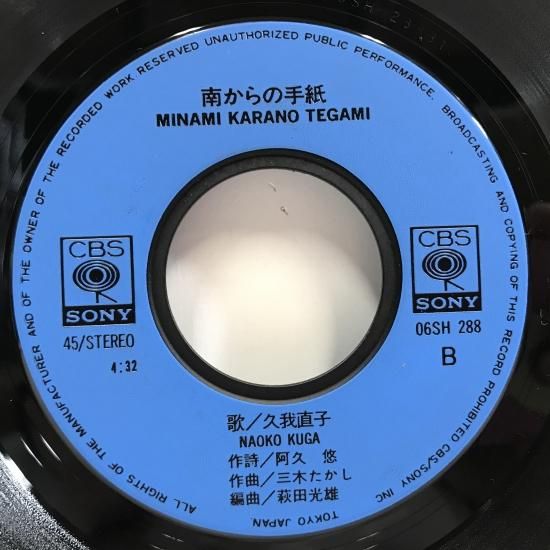 南からの手紙
MINAMI KARANO TEGAMI
CBS
SONY
45/STEREO
4:32
CBS
SONY
06SH 288
B
歌/久我直子
NAOKO KUGA
作詩/阿久 悠
作曲/三木たかし
編曲/萩田光雄
ALL RIGHTS OF THE MANUFACTURER AND OF THE OWNER OF THE RECORDED WORK RESERVED UNAUTHORIZED PUBLIC PERFORMANCE, BROADCASTING AND COPYING OF THIS RECORD PROHIBITED CBS/SONY INC. TOKYO JAPAN.